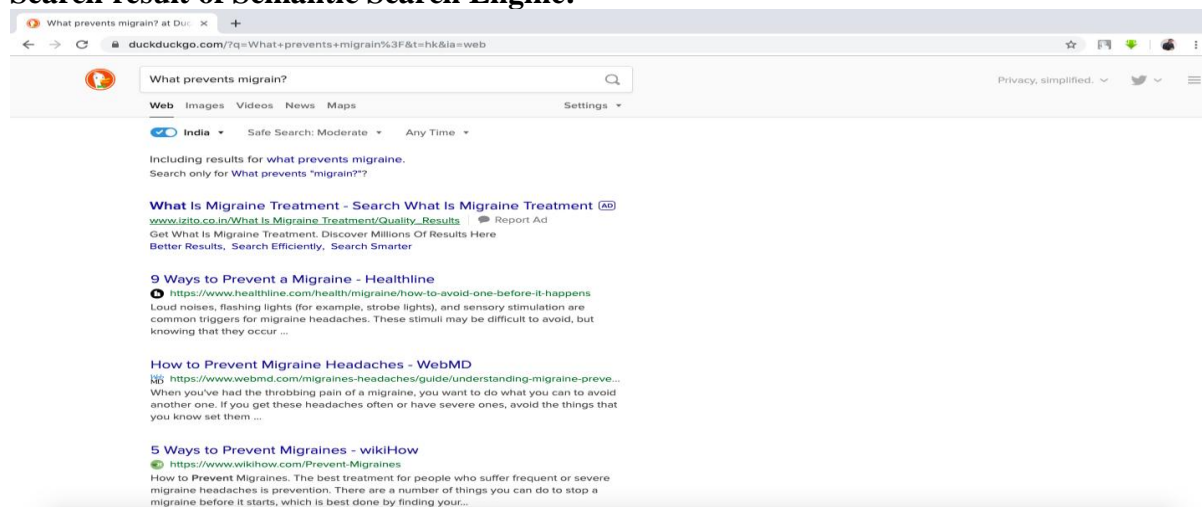 Search result of Semantic Search Engine:
What prevents migrain? at Duc
duckduckgo.com/?q=What+prevents+migrain%3F&t=hk&ia=web
What prevents migrain?
Privacy, simplified.
Web Images Videos News Maps Settings
India Safe Search: Moderate Any Time
Including results for what prevents migraine.
Search only for What prevents "migrain?"?
What Is Migraine Treatment - Search What Is Migraine Treatment AD
www.izito.co.in/What Is Migraine Treatment/Quality_Results Report Ad
Get What Is Migraine Treatment. Discover Millions Of Results Here
Better Results, Search Efficiently, Search Smarter
9 Ways to Prevent a Migraine - Healthline
https://www.healthline.com/health/migraine/how-to-avoid-one-before-it-happens
Loud noises, flashing lights (for example, strobe lights), and sensory stimulation are
common triggers for migraine headaches. These stimuli may be difficult to avoid, but
knowing that they occur ...
How to Prevent Migraine Headaches - WebMD
Web MD https://www.webmd.com/migraines-headaches/guide/understanding-migraine-preve...
When you've had the throbbing pain of a migraine, you want to do what you can to avoid
another one. If you get these headaches often or have severe ones, avoid the things that
you know set them ...
5 Ways to Prevent Migraines - wikiHow
https://www.wikihow.com/Prevent-Migraines
How to Prevent Migraines. The best treatment for people who suffer frequent or severe
migraine headaches is prevention. There are a number of things you can do to stop a
migraine before it starts, which is best done by finding your...